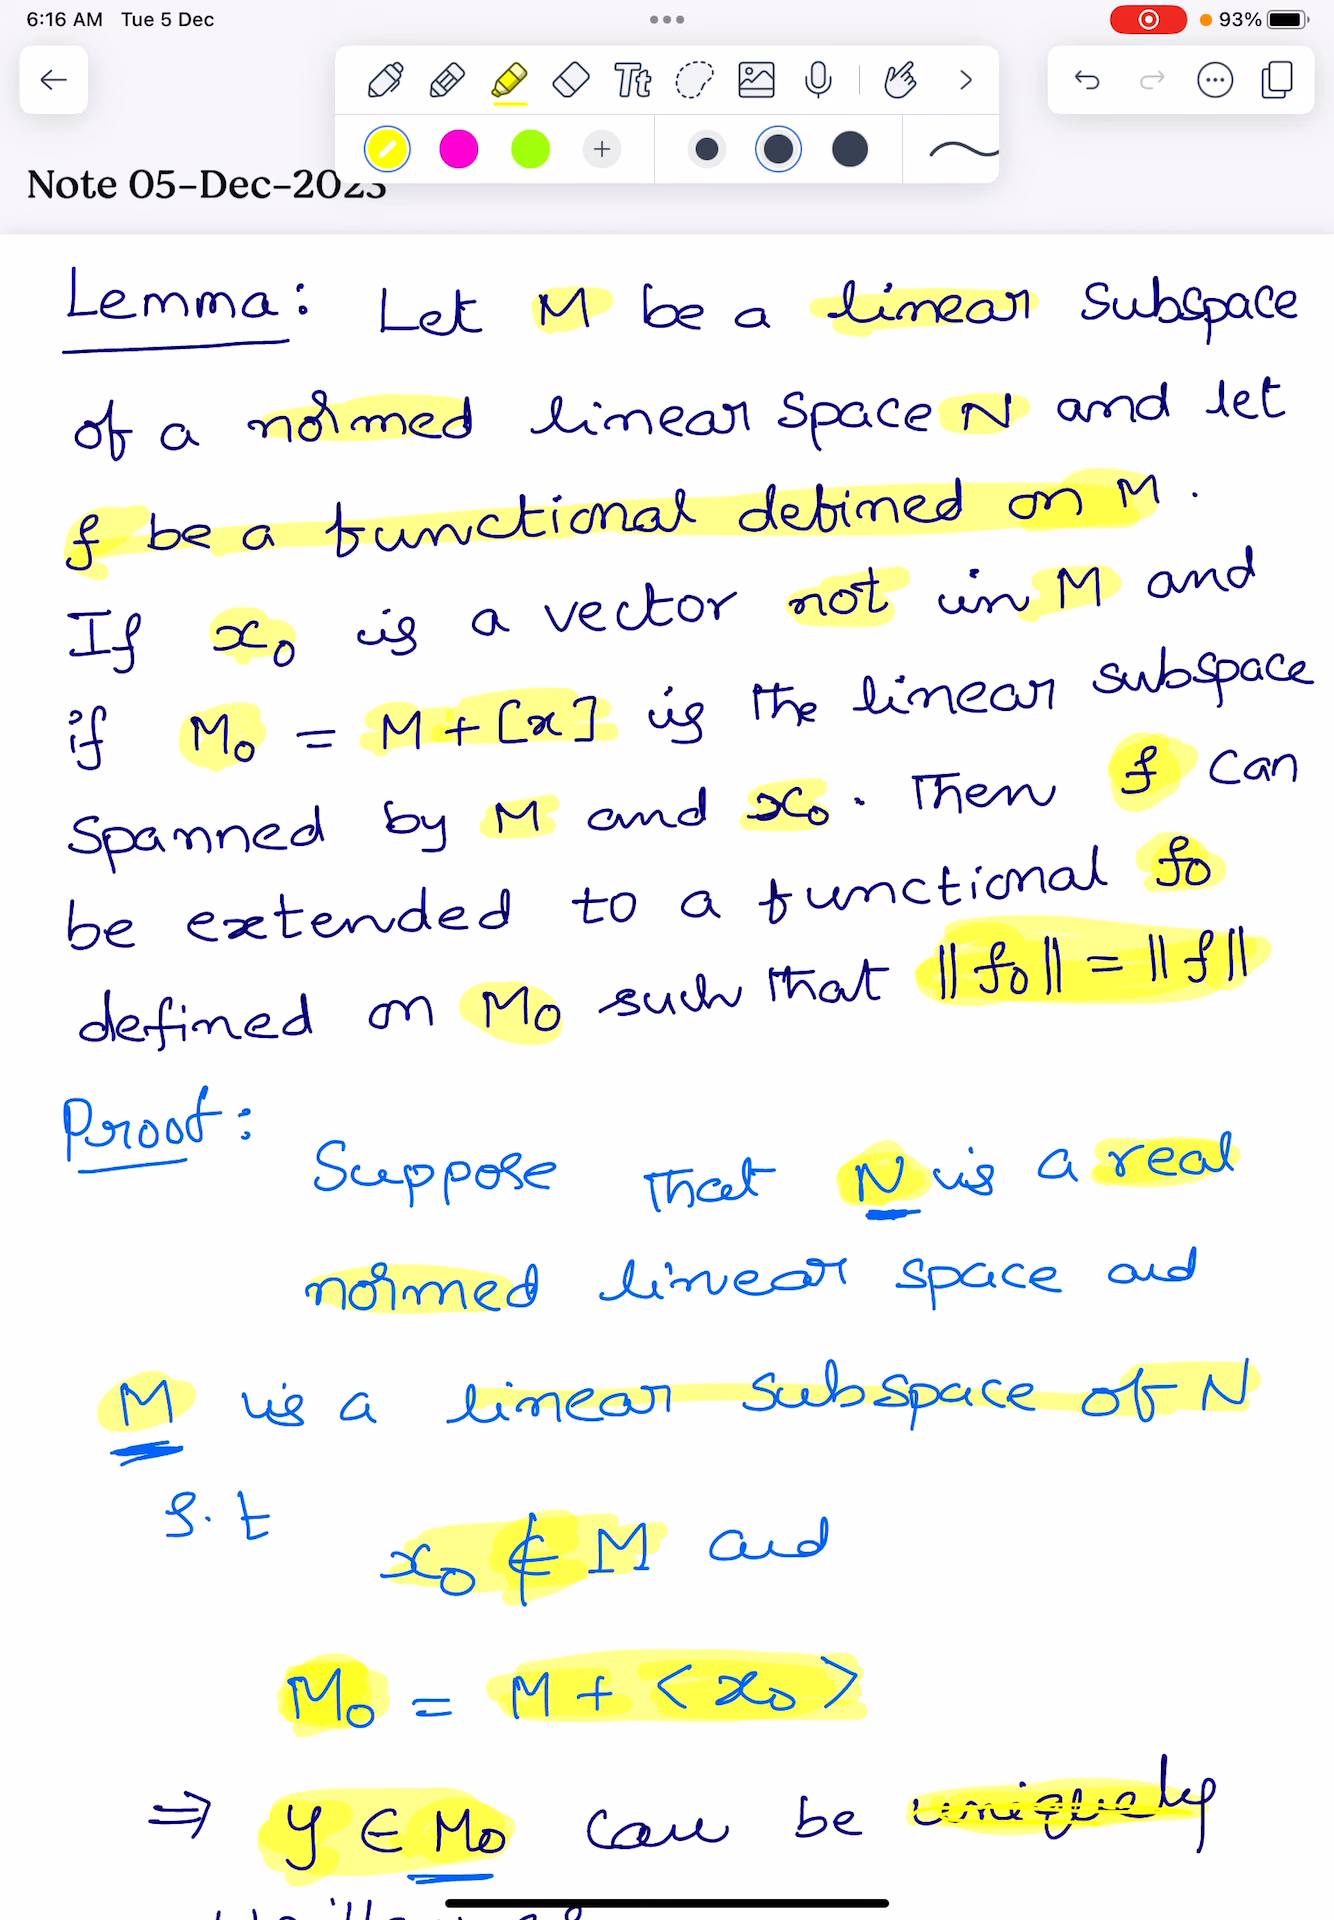 6:16 AM Tue 5 Dec
93%
Tt
Note 05-Dec-2023
Lemma: Let M be a linear Subspace
of a normed linear space N and let
f be a functional defined on M.
If x₀ is a vector not in M and
if M₀ = M + [x] is the linear subspace
spanned by M and x₀. Then f can
be extended to a functional f₀
defined on M₀ such that ||f₀|| = ||f||
Proof:
Suppose that N is a real
normed linear space and
M is a linear subspace of N
s.t
x₀ ∉ M and
M₀ = M + <x₀>
⇒ y ∈ M₀ can be uniquely